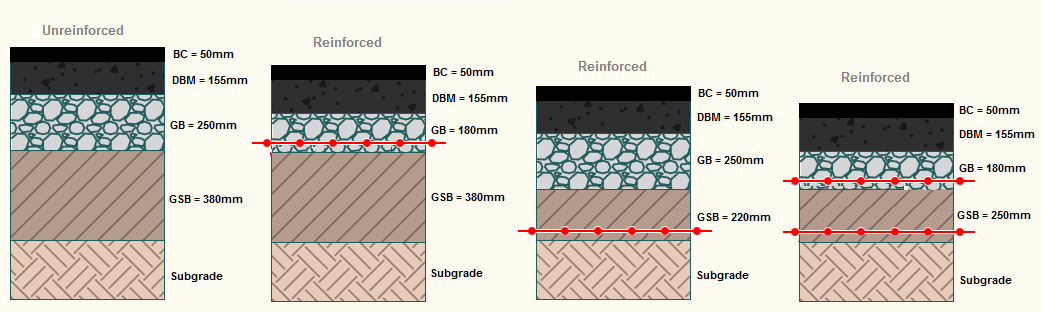 Unreinforced
BC = 50mm
DBM = 155mm
GB = 250mm
GSB = 380mm
Subgrade
Reinforced
BC = 50mm
DBM = 155mm
GB = 180mm
GSB = 380mm
Subgrade
Reinforced
BC = 50mm
DBM = 155mm
GB = 250mm
GSB = 220mm
Subgrade
Reinforced
BC = 50mm
DBM = 155mm
GB = 180mm
GSB = 250mm
Subgrade